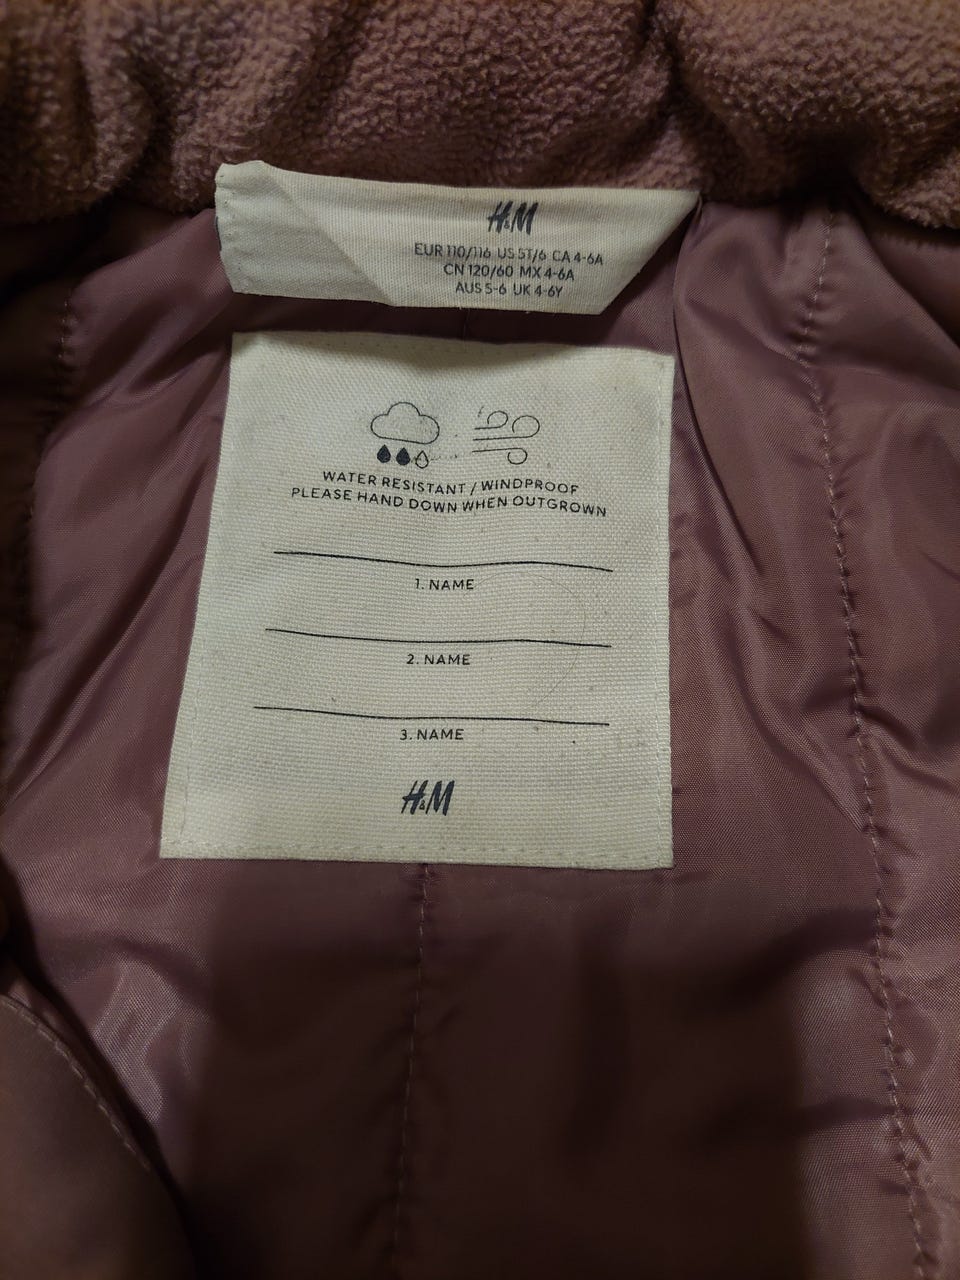 H&M
EUR 110/116 US 5T/6 CA 4-6A
CN 120/60 MX 4-6A
AUS 5-6 UK 4-6Y
WATER RESISTANT / WINDPROOF
PLEASE HAND DOWN WHEN OUTGROWN
1. NAME
2. NAME
3. NAME
H&M